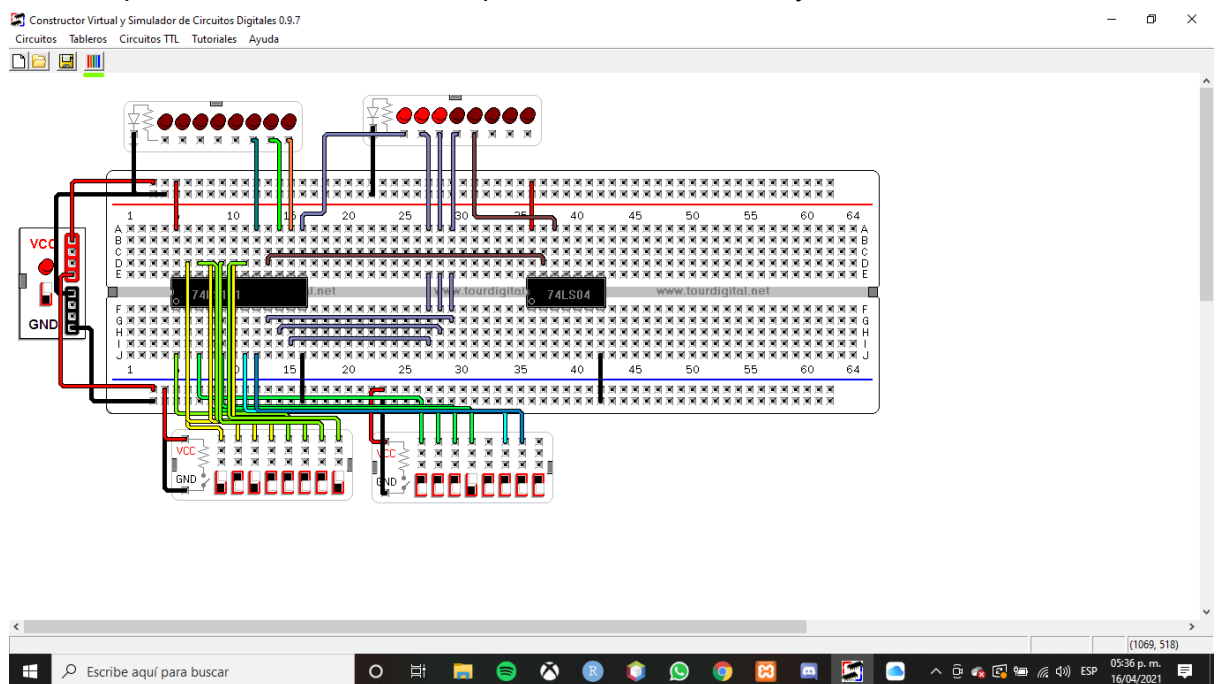 Constructor Virtual y Simulador de Circuitos Digitales 0.9.7
Circuitos Tableros Circuitos TTL Tutoriales Ayuda
1 10 15 20 25 30 35 40 45 50 55 60 64
A A
B B
C C
D D
E E
VCC
GND
74LS04
www.tourdigital.net
F F
G G
H H
I I
J J
1 10 15 20 25 30 35 40 45 50 55 60 64
VCC
GND
VCC
GND
(1069, 518)
Escribe aquí para buscar
ESP
05:36 p. m.
16/04/2021